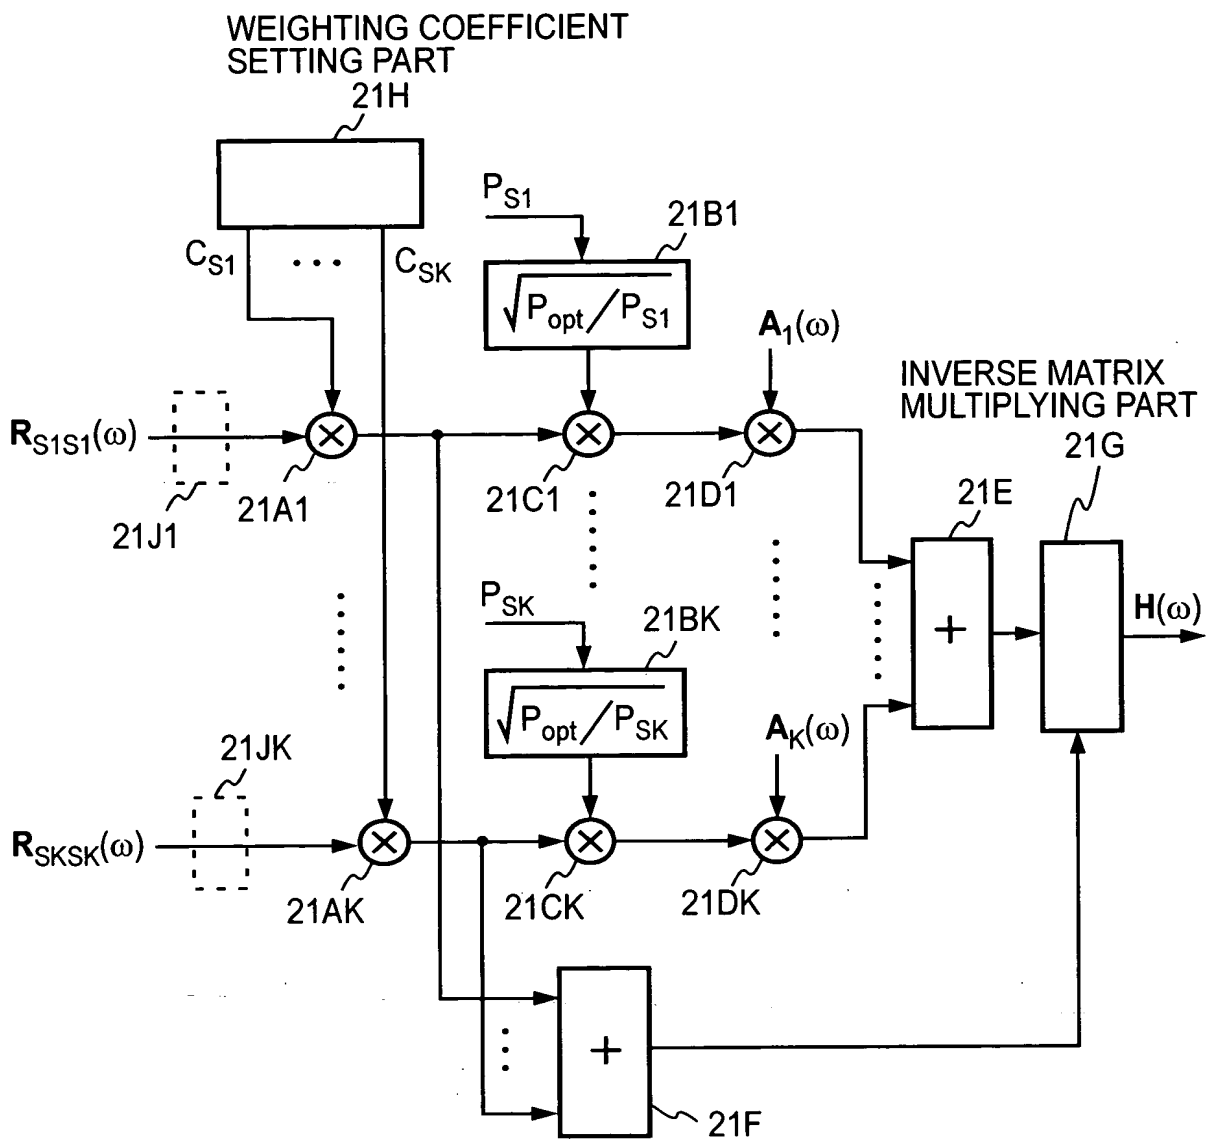 WEIGHTING COEFFICIENT
SETTING PART
21H
C_S1
• • •
C_SK
P_S1
21B1
√(P_opt/P_S1)
A_1(ω)
INVERSE MATRIX
MULTIPLYING PART
R_S1S1(ω)
×
×
×
21G
21J1
21A1
21C1
21D1
21E
P_SK
21BK
+
H(ω)
√(P_opt/P_SK)
A_K(ω)
21JK
R_SKSK(ω)
×
×
×
21AK
21CK
21DK
+
21F